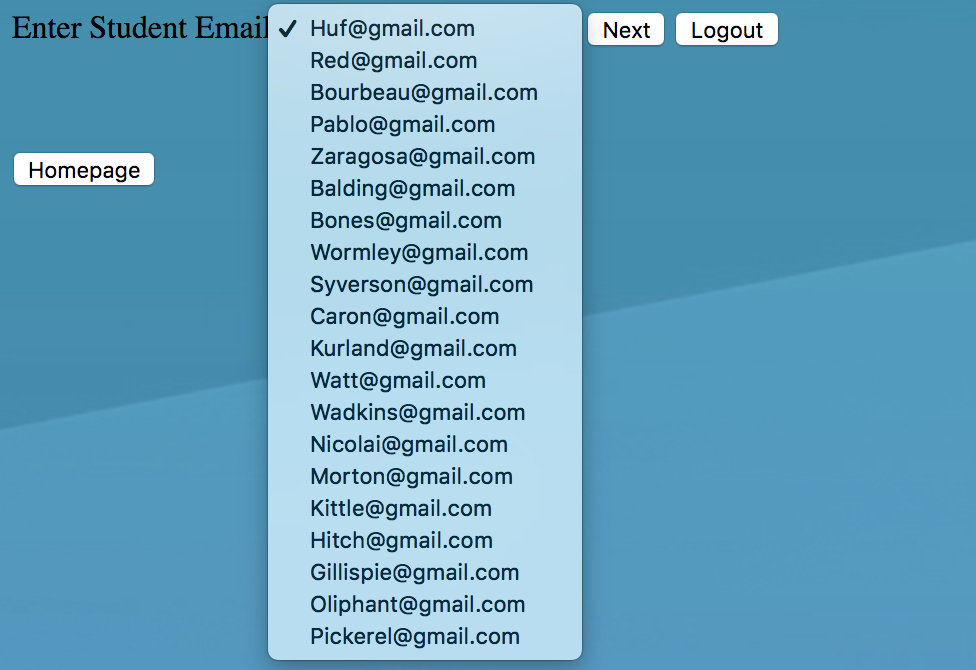 Enter Student Email ✓ Huf@gmail.com Next Logout
Red@gmail.com
Bourbeau@gmail.com
Pablo@gmail.com
Zaragosa@gmail.com
Homepage
Balding@gmail.com
Bones@gmail.com
Wormley@gmail.com
Syverson@gmail.com
Caron@gmail.com
Kurland@gmail.com
Watt@gmail.com
Wadkins@gmail.com
Nicolai@gmail.com
Morton@gmail.com
Kittle@gmail.com
Hitch@gmail.com
Gillispie@gmail.com
Oliphant@gmail.com
Pickerel@gmail.com